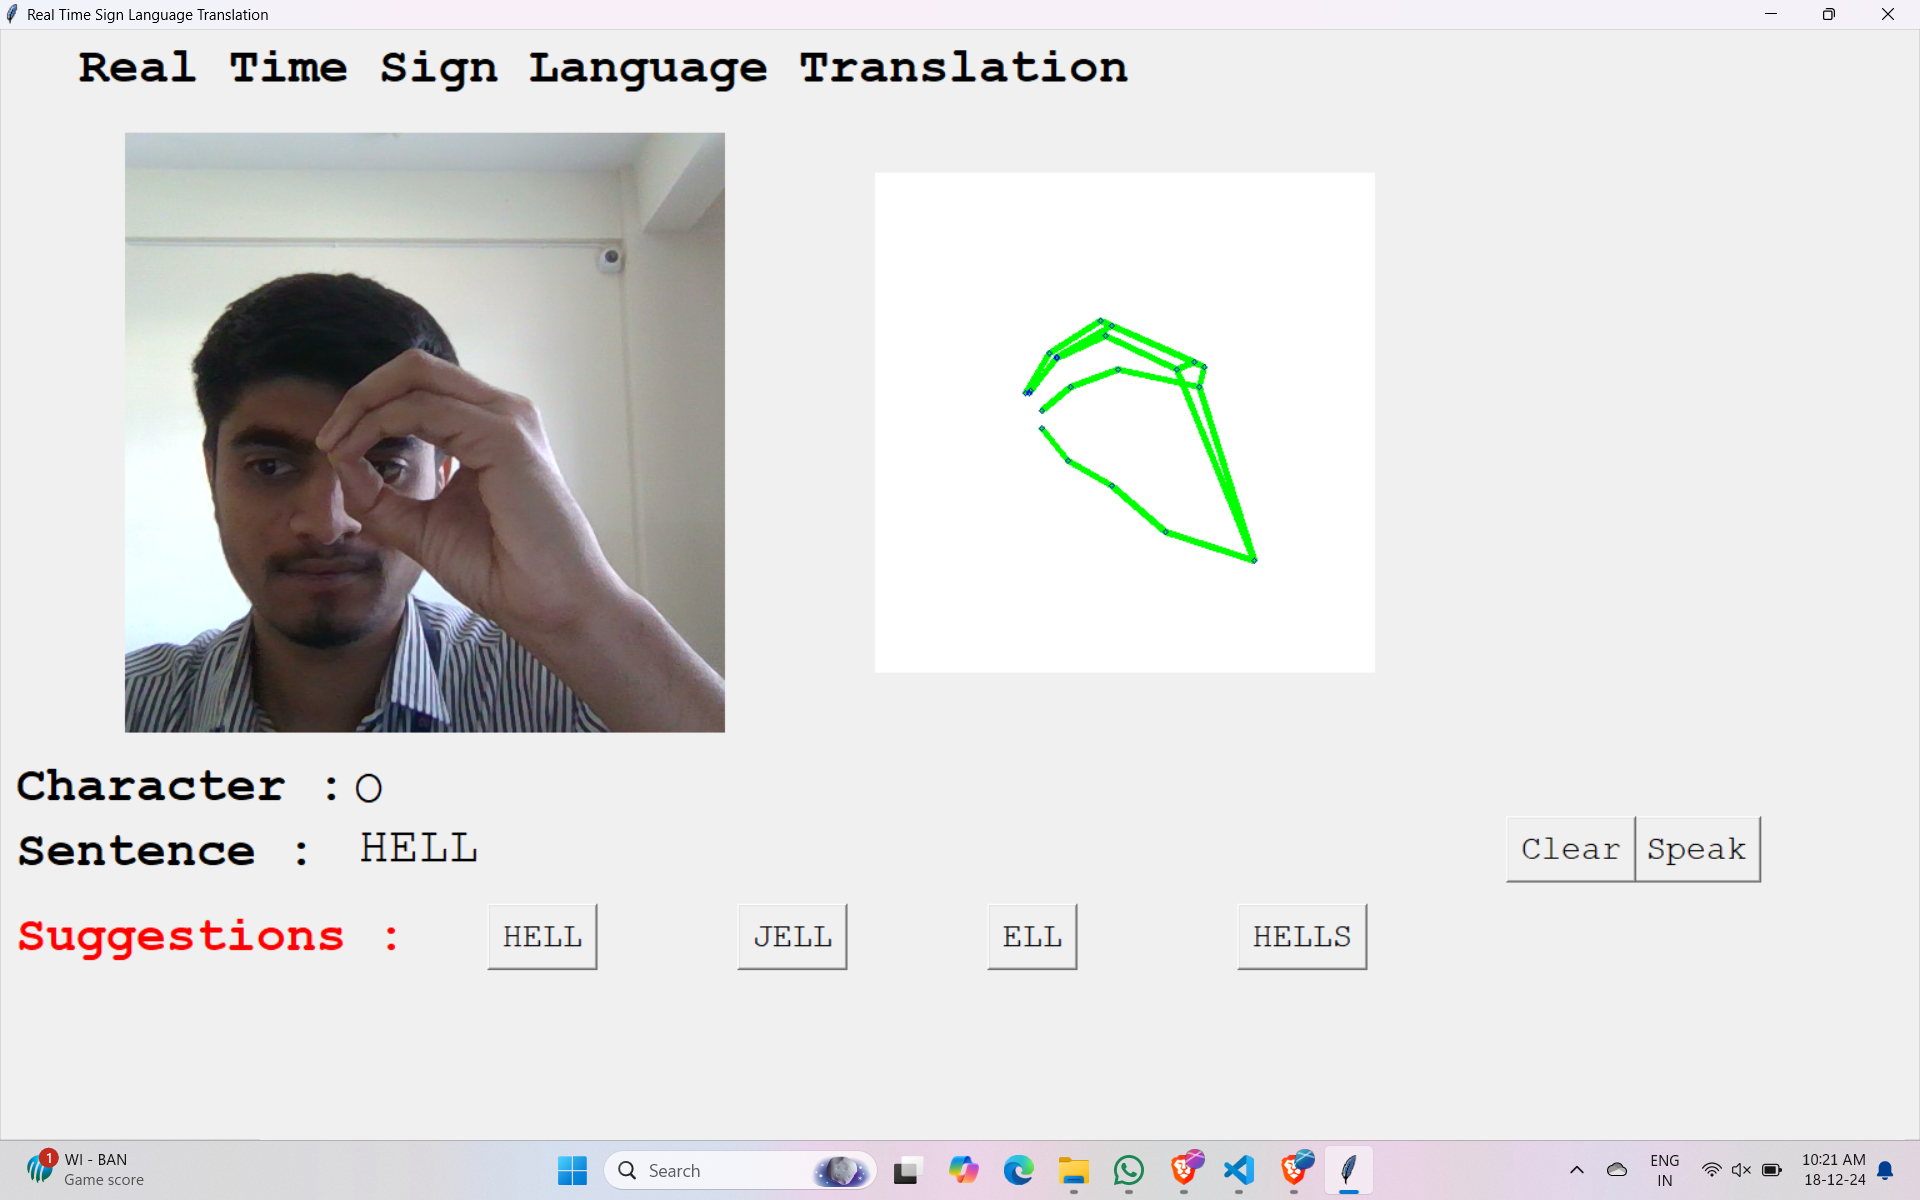 Real Time Sign Language Translation
Real Time Sign Language Translation
Character : O
Sentence : HELL
Clear Speak
Suggestions : HELL JELL ELL HELLS
1 WI - BAN
Game score
Search
ENG
IN
10:21 AM
18-12-24